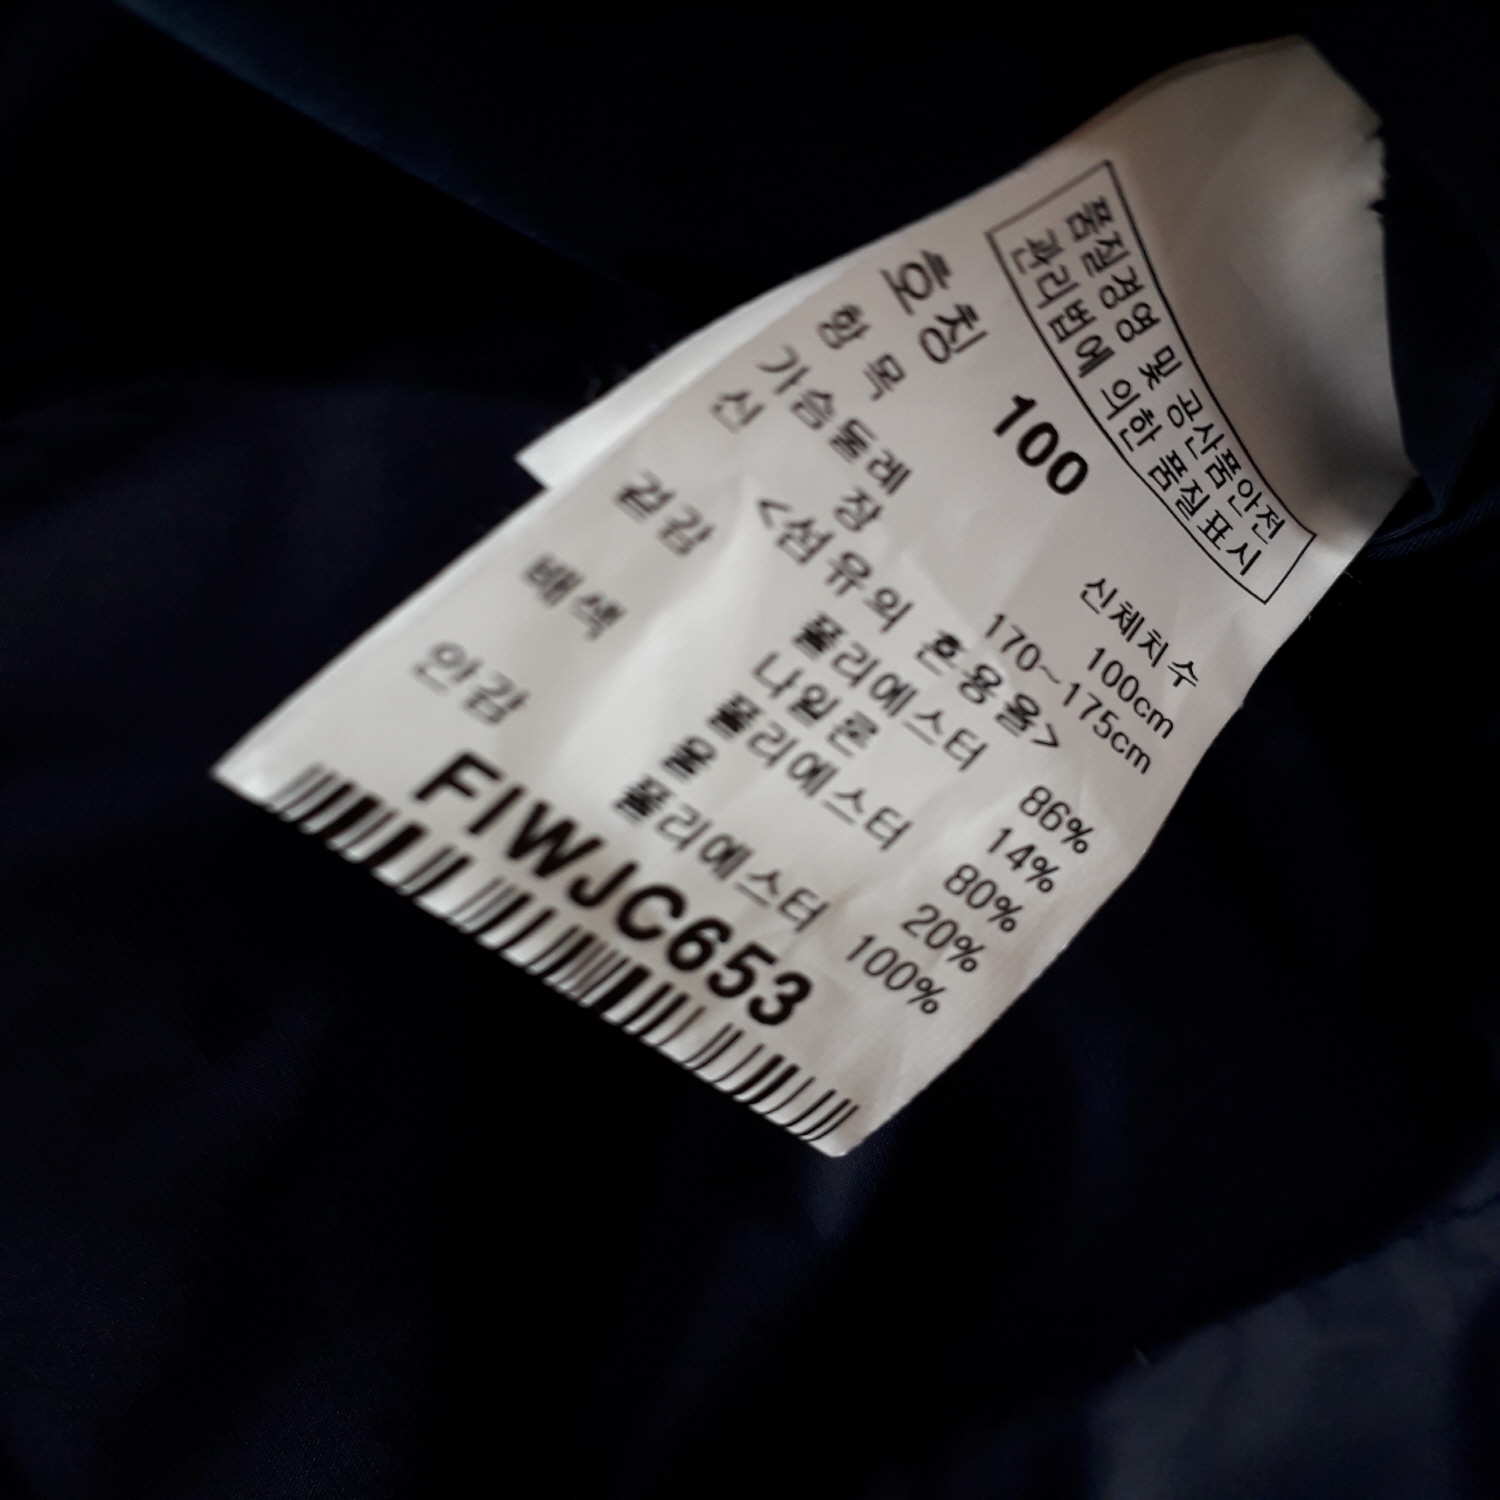 품질경영 및 공산품안전
관리법에 의한 품질표시
호칭 100
항 목 신체치수
가슴둘레 100cm
신 장 170~175cm
<섬유의 혼용율>
겉감 폴리에스터 86%
나일론 14%
배색 폴리에스터 80%
울 20%
안감 폴리에스터 100%
FIWJC653